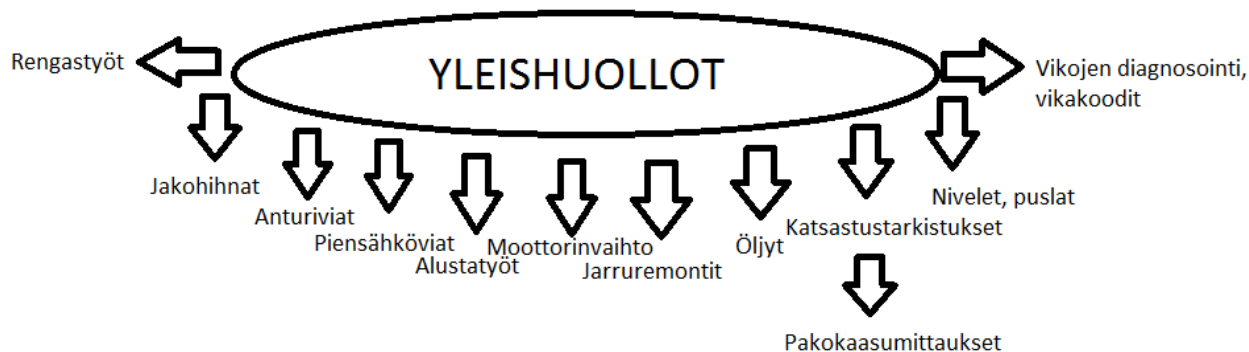 YLEISHUOLLOT
Rengastyöt
Jakohihnat
Anturiviat
Piensähköviat
Alustatyöt
Moottorinvaihto
Jarruremontit
Öljyt
Katsastustarkistukset
Pakokaasumittaukset
Nivelet, puslat
Vikojen diagnosointi,
vikakoodit